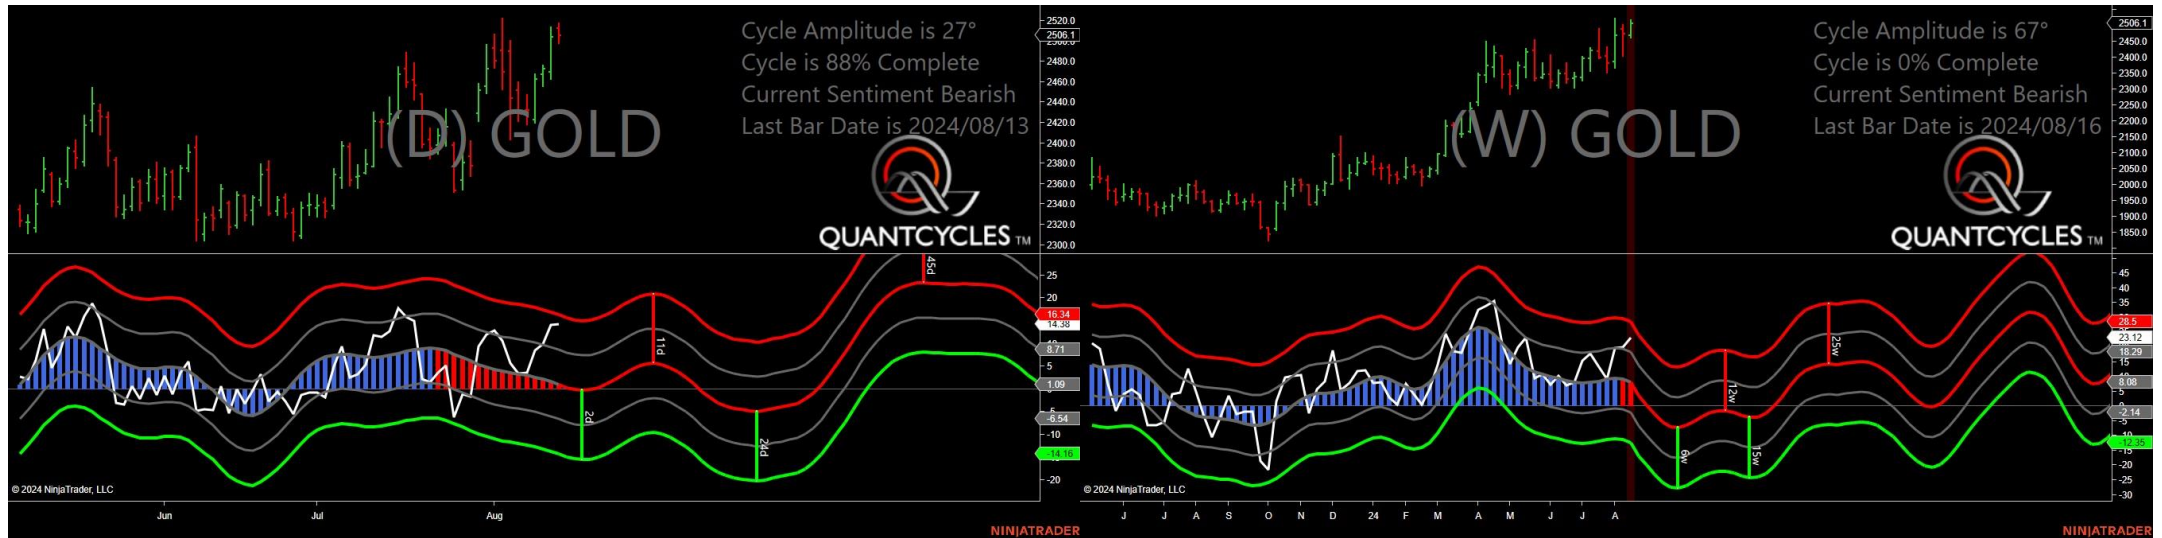 Cycle Amplitude is 27°
Cycle is 88% Complete
Current Sentiment Bearish
Last Bar Date is 2024/08/13
(D) GOLD
QUANTCYCLES TM
2520.0
2506.1
2480.0
2460.0
2440.0
2420.0
2400.0
2380.0
2360.0
2340.0
2320.0
2300.0
45d
11d
2d
24d
25
20
16.34
14.38
8.71
5
1.09
-6.54
-10
-14.16
-20
© 2024 NinjaTrader, LLC
Jun Jul Aug
NINJATRADER
Cycle Amplitude is 67°
Cycle is 0% Complete
Current Sentiment Bearish
Last Bar Date is 2024/08/16
(W) GOLD
QUANTCYCLES TM
2506.1
2450.0
2400.0
2350.0
2300.0
2250.0
2200.0
2150.0
2100.0
2050.0
2000.0
1950.0
1900.0
1850.0
25w
12w
6w
15w
45
40
35
28.5
23.12
18.29
8.08
-2.14
-12.35
-20
-25
-30
© 2024 NinjaTrader, LLC
J J A S O N D 24 F M A M J J A
NINJATRADER